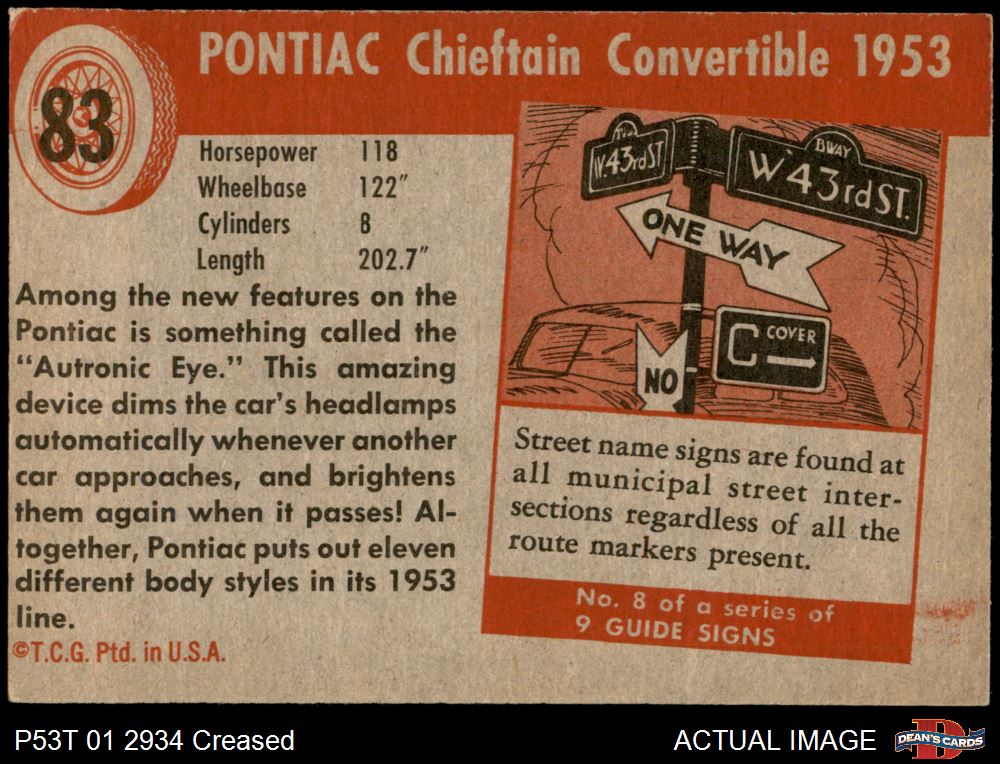 83
PONTIAC Chieftain Convertible 1953
Horsepower 118
Wheelbase 122″
Cylinders 8
Length 202.7″
Among the new features on the
Pontiac is something called the
“Autronic Eye.” This amazing
device dims the car’s headlamps
automatically whenever another
car approaches, and brightens
them again when it passes! Al-
together, Pontiac puts out eleven
different body styles in its 1953
line.
©T.C.G. Ptd. in U.S.A.
W.43rdST
BWAY
W 43rd ST.
ONE WAY
C COVER
NO
Street name signs are found at
all municipal street inter-
sections regardless of all the
route markers present.
No. 8 of a series of
9 GUIDE SIGNS
P53T 01 2934 Creased
ACTUAL IMAGE
D
DEAN'S CARDS